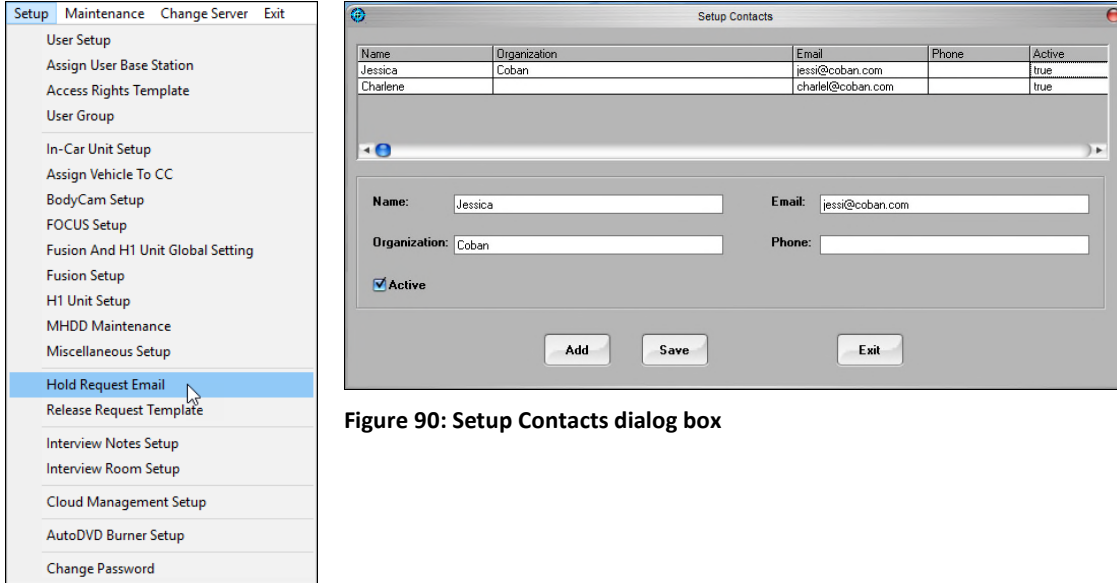 Setup Maintenance Change Server Exit
User Setup
Assign User Base Station
Access Rights Template
User Group
In-Car Unit Setup
Assign Vehicle To CC
BodyCam Setup
FOCUS Setup
Fusion And H1 Unit Global Setting
Fusion Setup
H1 Unit Setup
MHDD Maintenance
Miscellaneous Setup
Hold Request Email
Release Request Template
Interview Notes Setup
Interview Room Setup
Cloud Management Setup
AutoDVD Burner Setup
Change Password
Setup Contacts
Name Organization Email Phone Active
Jessica Coban jessi@coban.com true
Charlene charlel@coban.com true
Name: Jessica Email: jessi@coban.com
Organization: Coban Phone:
Active
Add Save Exit
Figure 90: Setup Contacts dialog box